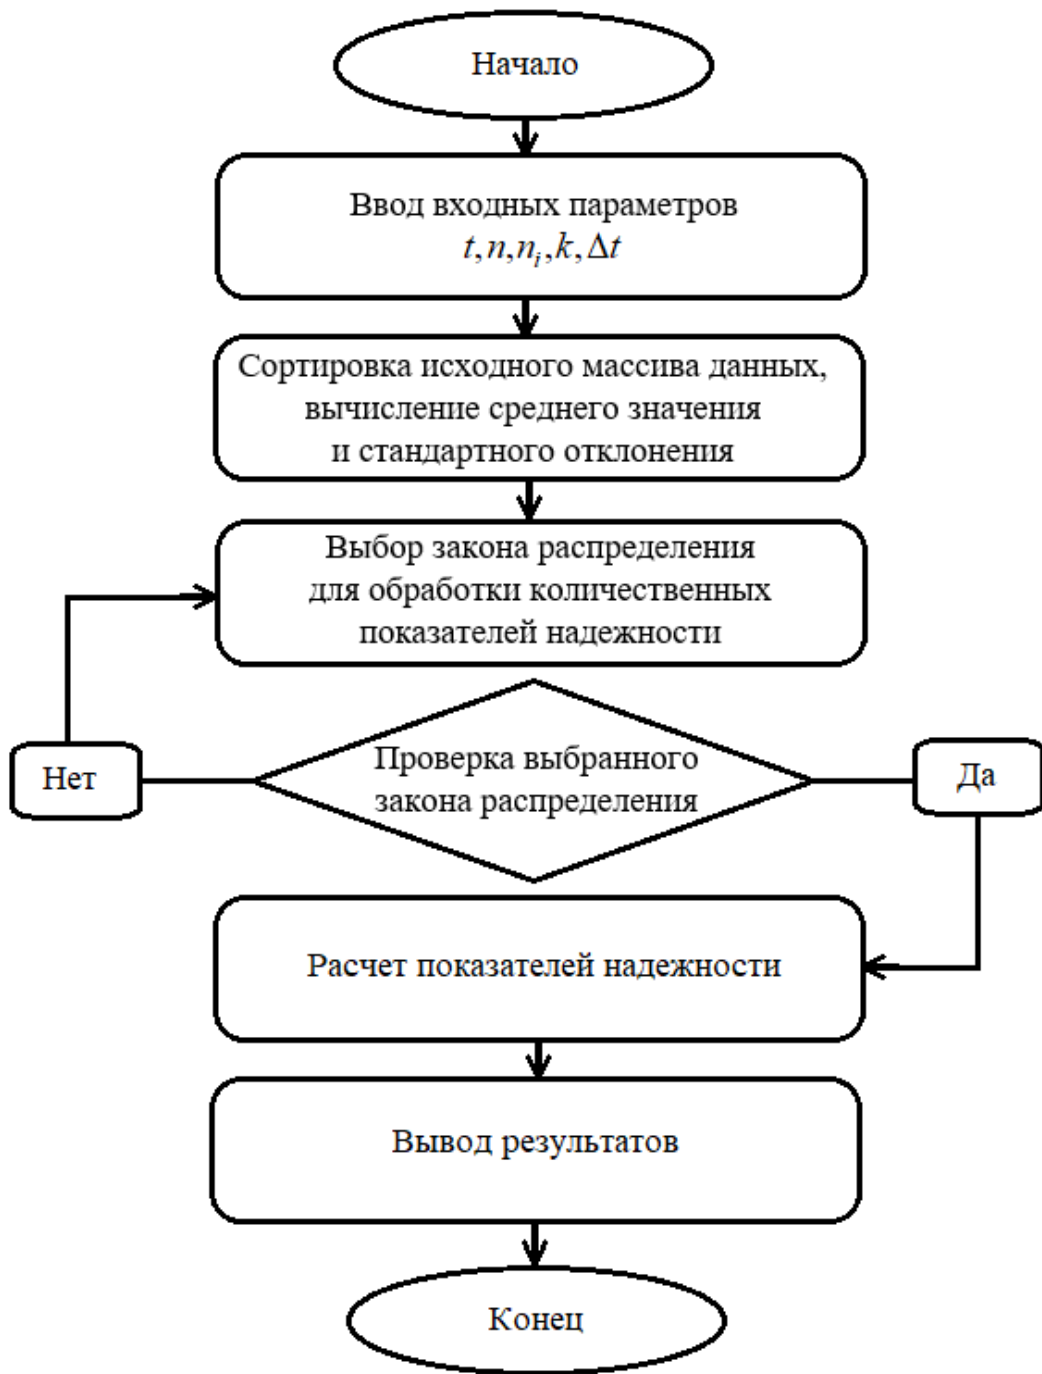 Начало
Ввод входных параметров
t, n, nᵢ, k, Δt
Сортировка исходного массива данных,
вычисление среднего значения
и стандартного отклонения
Выбор закона распределения
для обработки количественных
показателей надежности
Проверка выбранного
закона распределения
Нет
Да
Расчет показателей надежности
Вывод результатов
Конец